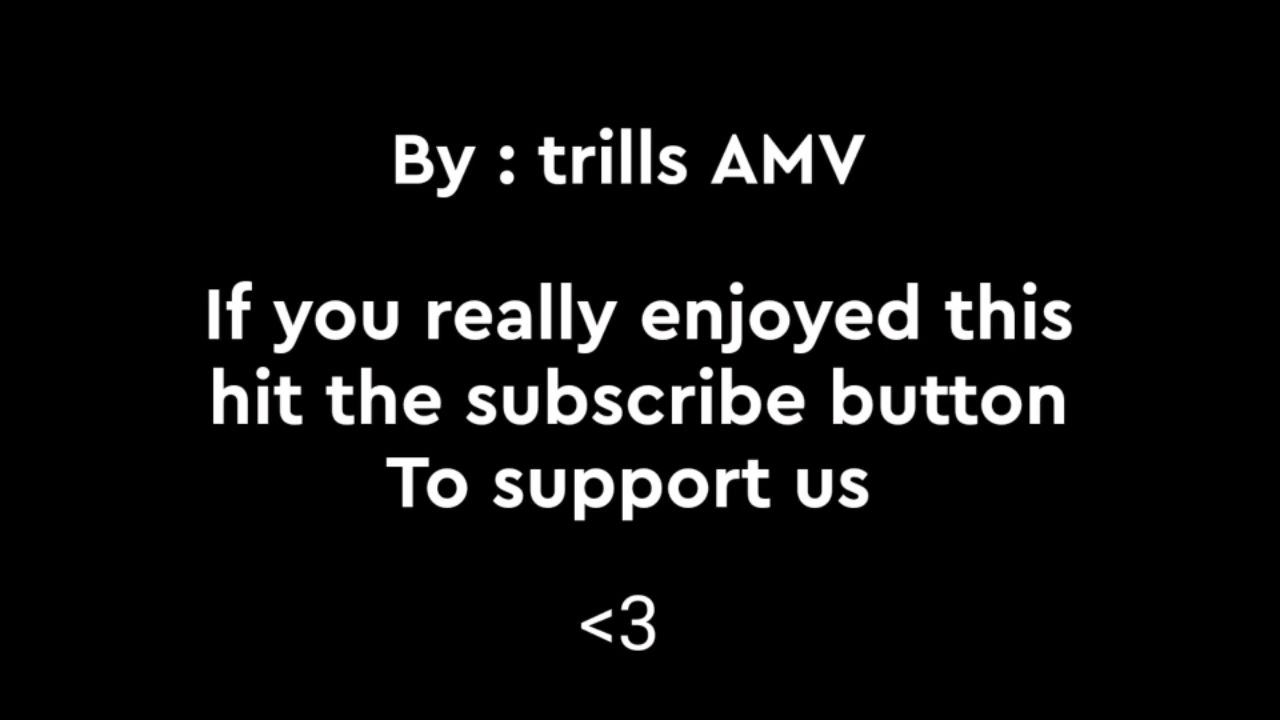 By : trills AMV
If you really enjoyed this
hit the subscribe button
To support us
<3